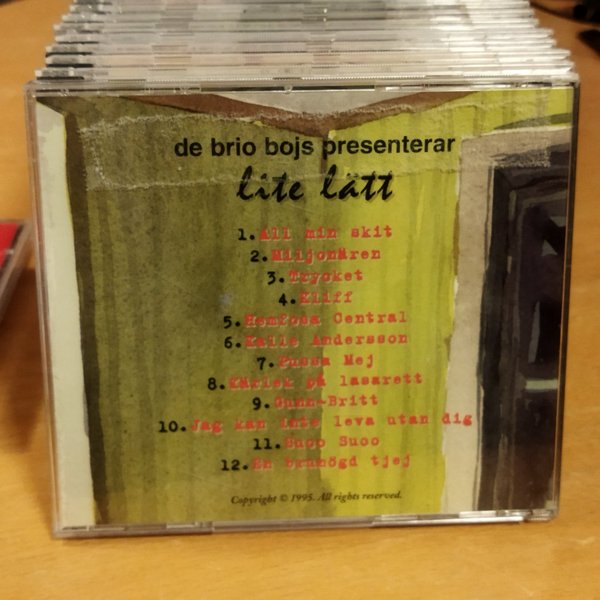 de brio bojs presenterar
lite lätt
1. All min skit
2. Miljonären
3. Trycket
4. Kliff
5. Hemfosa Central
6. Kalle Andersson
7. Pussa Mej
8. Kärlek på lasarett
9. Gunn-Britt
10. Jag kan inte leva utan dig
11. Suco Suco
12. En brunögd tjej
Copyright © 1995. All rights reserved.